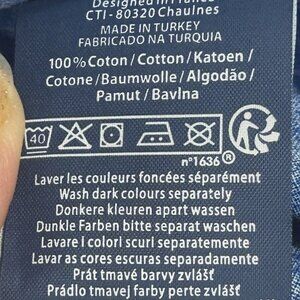 Designed in France
CTI - 80320 Chaulnes
MADE IN TURKEY
FABRICADO NA TURQUIA
100% Coton / Cotton / Katoen /
Cotone / Baumwolle / Algodão /
Pamut / Bavlna
40
n°1636®
Laver les couleurs foncées séparément
Wash dark colours separately
Donkere kleuren apart wassen
Dunkle Farben bitte separat waschen
Lavare i colori scuri separatamente
Lavar as cores escuras separadamente
Prát tmavé barvy zvlášť
Prádlo tmavej farby perte zvlášť